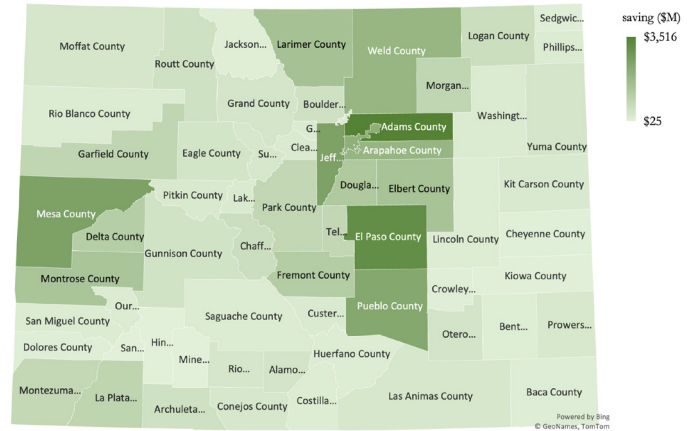 saving ($M)
$3,516
$25
Sedgwic...
Logan County
Phillips...
Moffat County
Routt County
Jackson...
Larimer County
Weld County
Morgan...
Grand County
Boulder...
Rio Blanco County
Washingt...
Yuma County
G...
Adams County
Garfield County
Eagle County
Su...
Clea...
Jeff...
Arapahoe County
Kit Carson County
Pitkin County
Lak...
Dougla...
Elbert County
Park County
Mesa County
Delta County
Tel...
El Paso County
Lincoln County
Cheyenne County
Gunnison County
Chaff...
Fremont County
Kiowa County
Montrose County
Crowley...
Our...
Pueblo County
San Miguel County
Saguache County
Custer...
Otero...
Bent...
Prowers...
Dolores County
San...
Hin...
Mine...
Huerfano County
Rio...
Alamo...
Montezuma...
La Plata...
Archuleta...
Conejos County
Costilla...
Las Animas County
Baca County
Powered by Bing
© GeoNames, TomTom